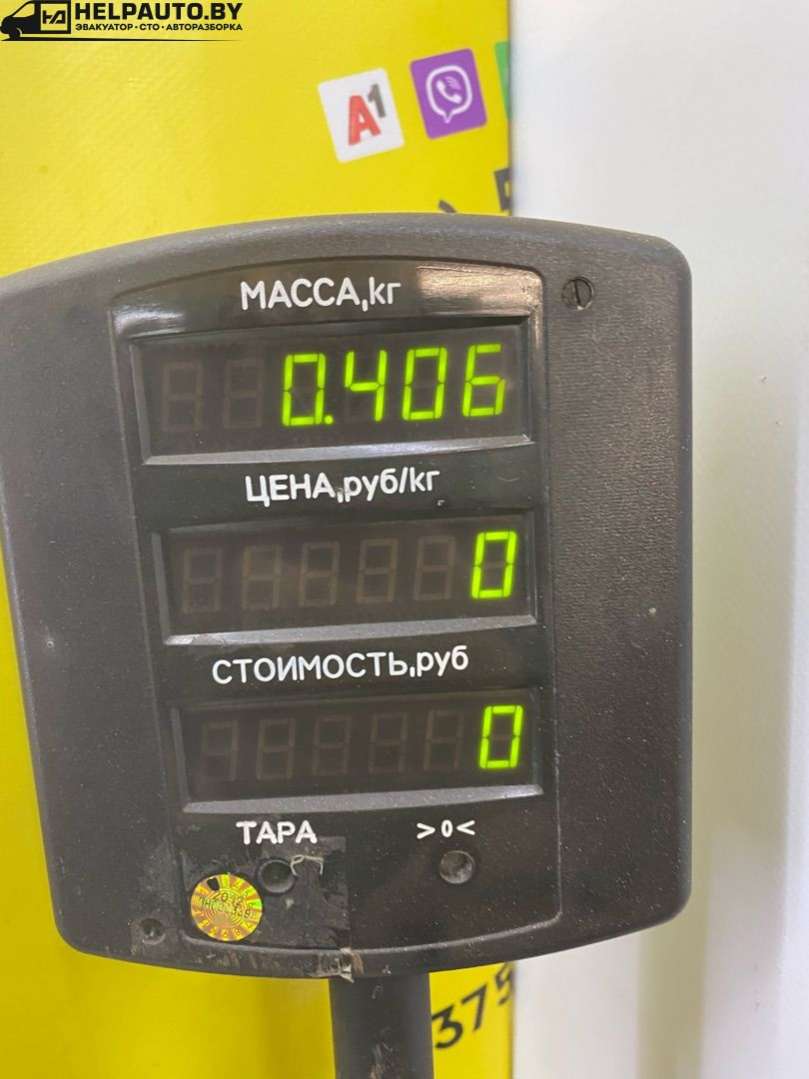 HELPAUTO.BY
ЭВАКУАТОР • СТО • АВТОРАЗБОРКА
A1
МАССА,кг
0.406
ЦЕНА,руб/кг
0
СТОИМОСТЬ,руб
0
ТАРА >0<
375